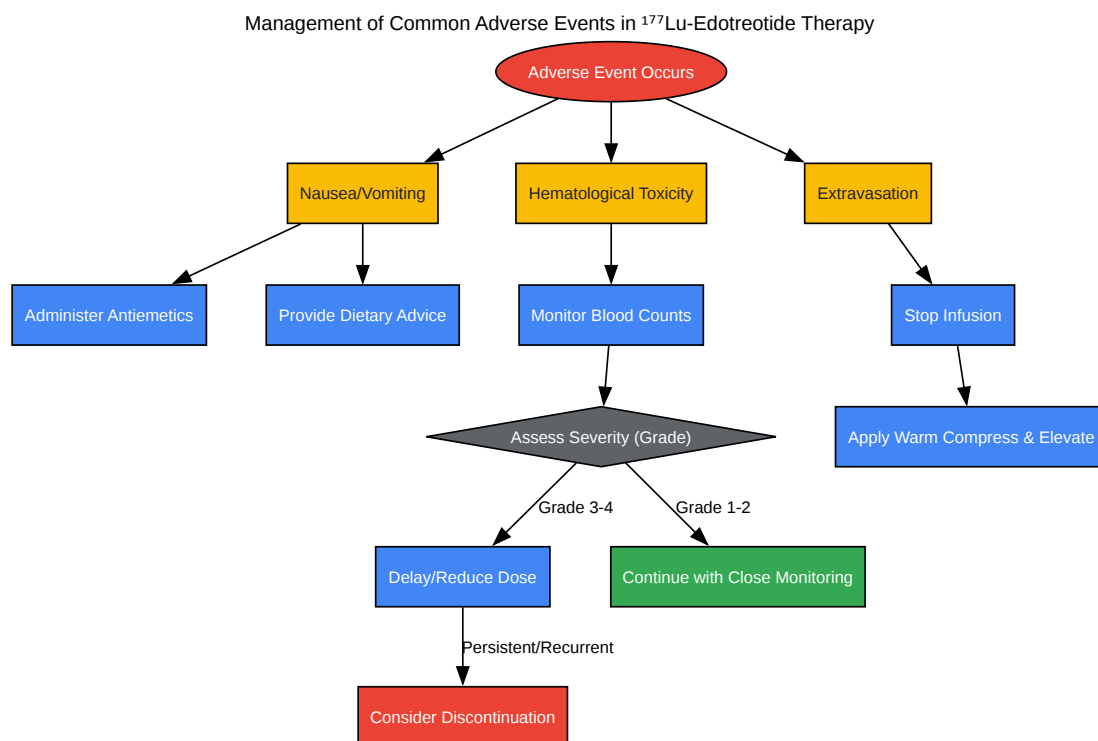 Management of Common Adverse Events in ¹⁷⁷Lu-Edotreotide Therapy
Adverse Event Occurs
Nausea/Vomiting
Hematological Toxicity
Extravasation
Administer Antiemetics
Provide Dietary Advice
Monitor Blood Counts
Stop Infusion
Assess Severity (Grade)
Apply Warm Compress & Elevate
Grade 3-4
Grade 1-2
Delay/Reduce Dose
Continue with Close Monitoring
Persistent/Recurrent
Consider Discontinuation